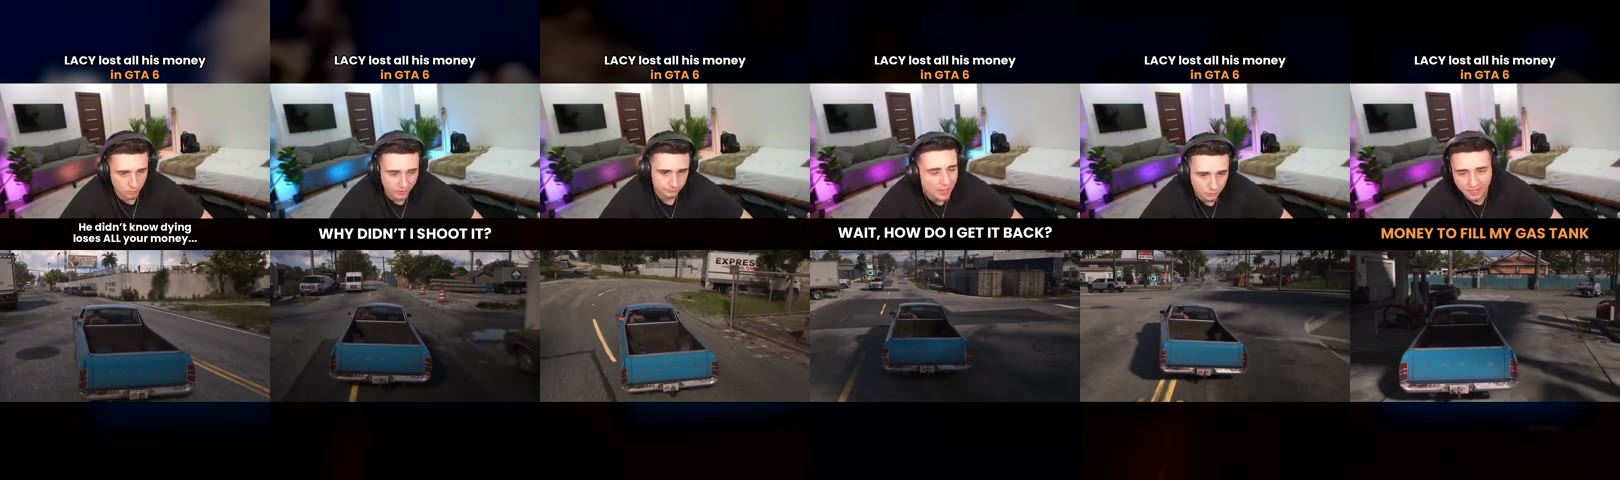 LACY lost all his money
in GTA 6
LACY lost all his money
in GTA 6
LACY lost all his money
in GTA 6
LACY lost all his money
in GTA 6
LACY lost all his money
in GTA 6
LACY lost all his money
in GTA 6
He didn't know dying
loses ALL your money...
WHY DIDN'T I SHOOT IT?
WAIT, HOW DO I GET IT BACK?
MONEY TO FILL MY GAS TANK
EXPRESS